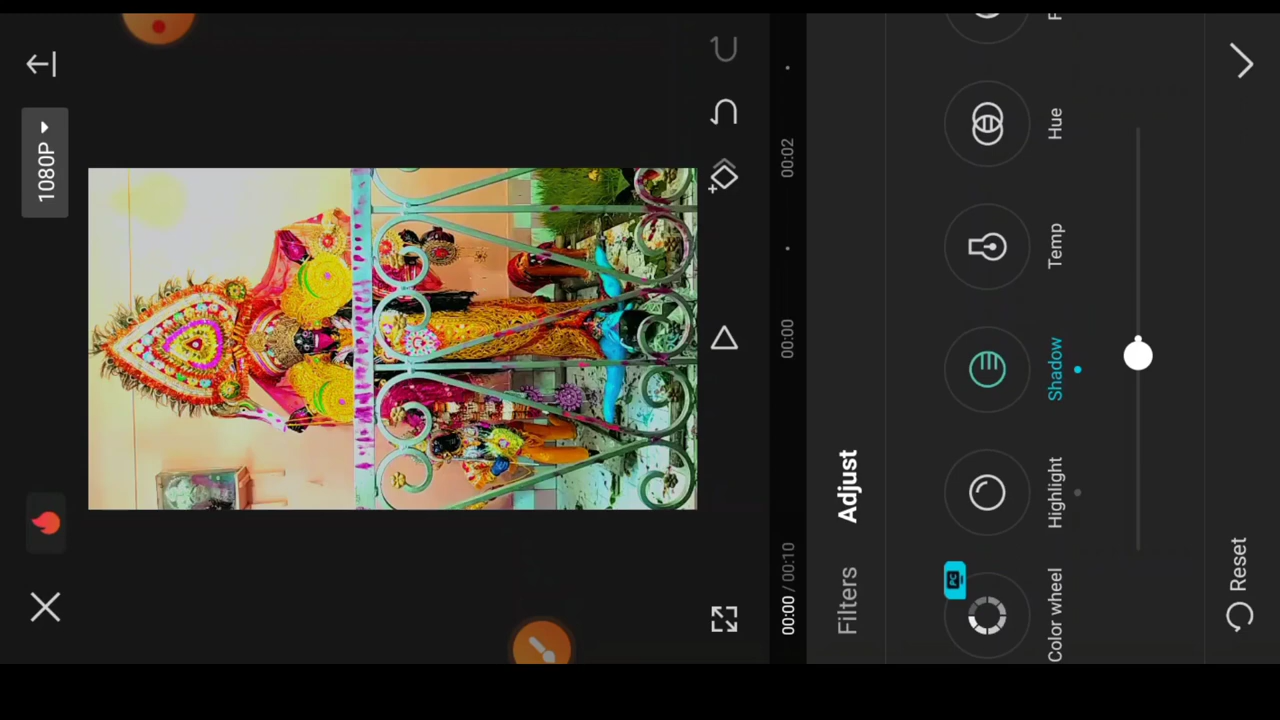 1080P
00:00 / 00:10
00:00
00:02
Filters
Adjust
Color wheel
Highlight
Shadow
Temp
Hue
Reset